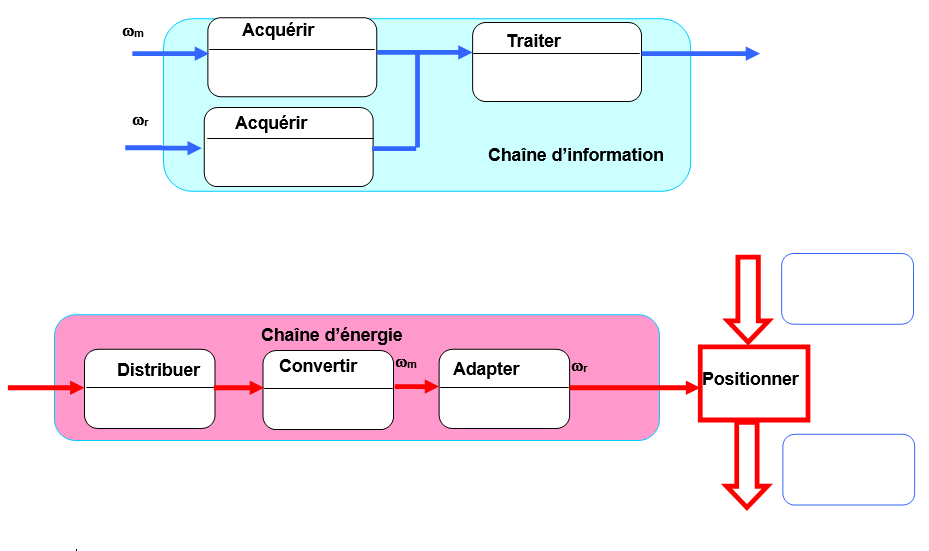 ωm
Acquérir
Traiter
ωr
Acquérir
Chaîne d’information
Chaîne d’énergie
Distribuer
Convertir
ωm
Adapter
ωr
Positionner